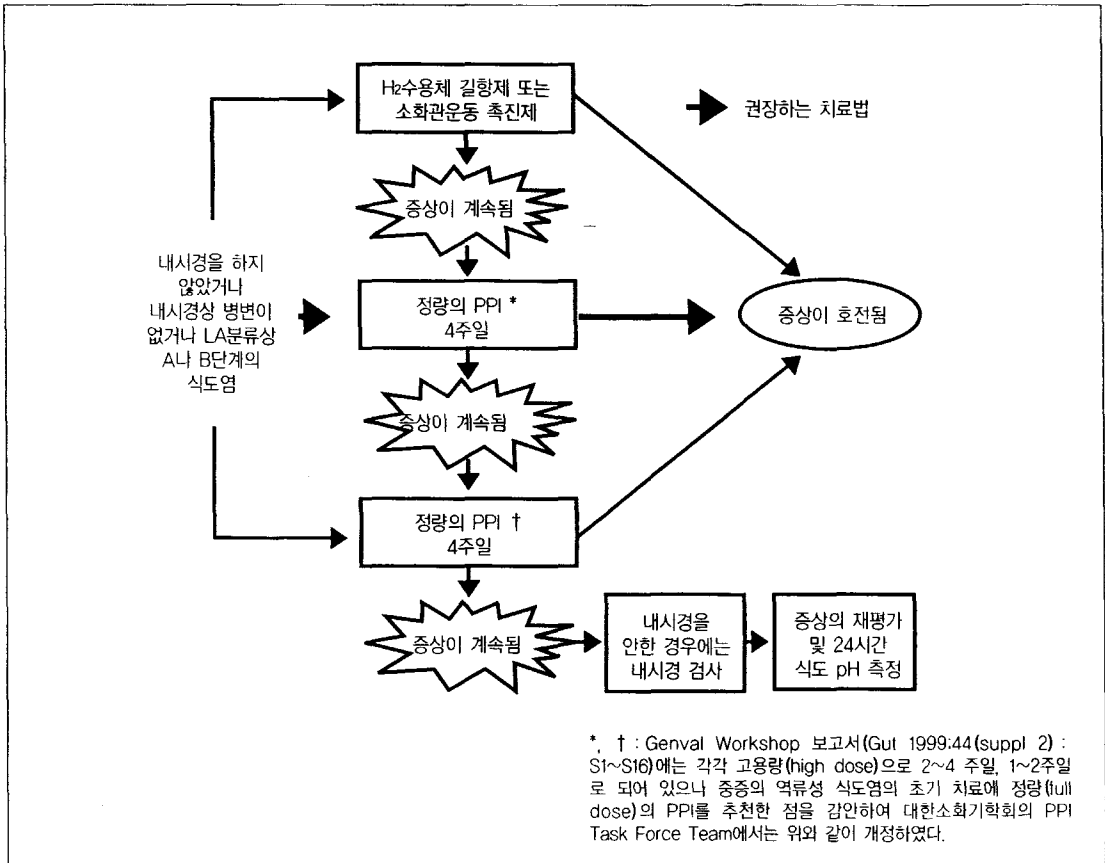 H₂수용체 길항제 또는
소화관운동 촉진제
권장하는 치료법
증상이 계속됨
내시경을 하지
않았거나
내시경상 병변이
없거나 LA분류상
A나 B단계의
식도염
정량의 PPI *
4주일
증상이 호전됨
증상이 계속됨
정량의 PPI †
4주일
증상이 계속됨
내시경을
안한 경우에는
내시경 검사
증상의 재평가
및 24시간
식도 pH 측정
*, † : Genval Workshop 보고서(Gut 1999;44(suppl 2) :
S1~S16)에는 각각 고용량(high dose)으로 2~4 주일, 1~2주일
로 되어 있으나 중증의 역류성 식도염의 초기 치료에 정량(full
dose)의 PPI를 추천한 점을 감안하여 대한소화기학회의 PPI
Task Force Team에서는 위와 같이 개정하였다.